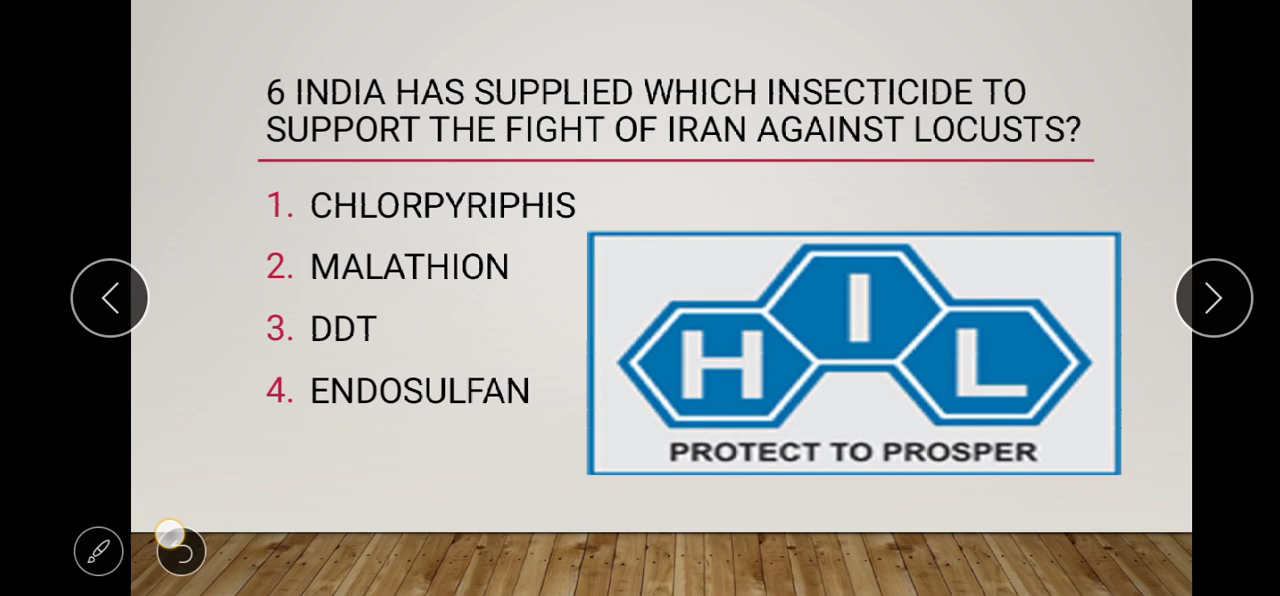 6 INDIA HAS SUPPLIED WHICH INSECTICIDE TO
SUPPORT THE FIGHT OF IRAN AGAINST LOCUSTS?
1. CHLORPYRIPHIS
2. MALATHION
3. DDT
4. ENDOSULFAN
HIL
PROTECT TO PROSPER